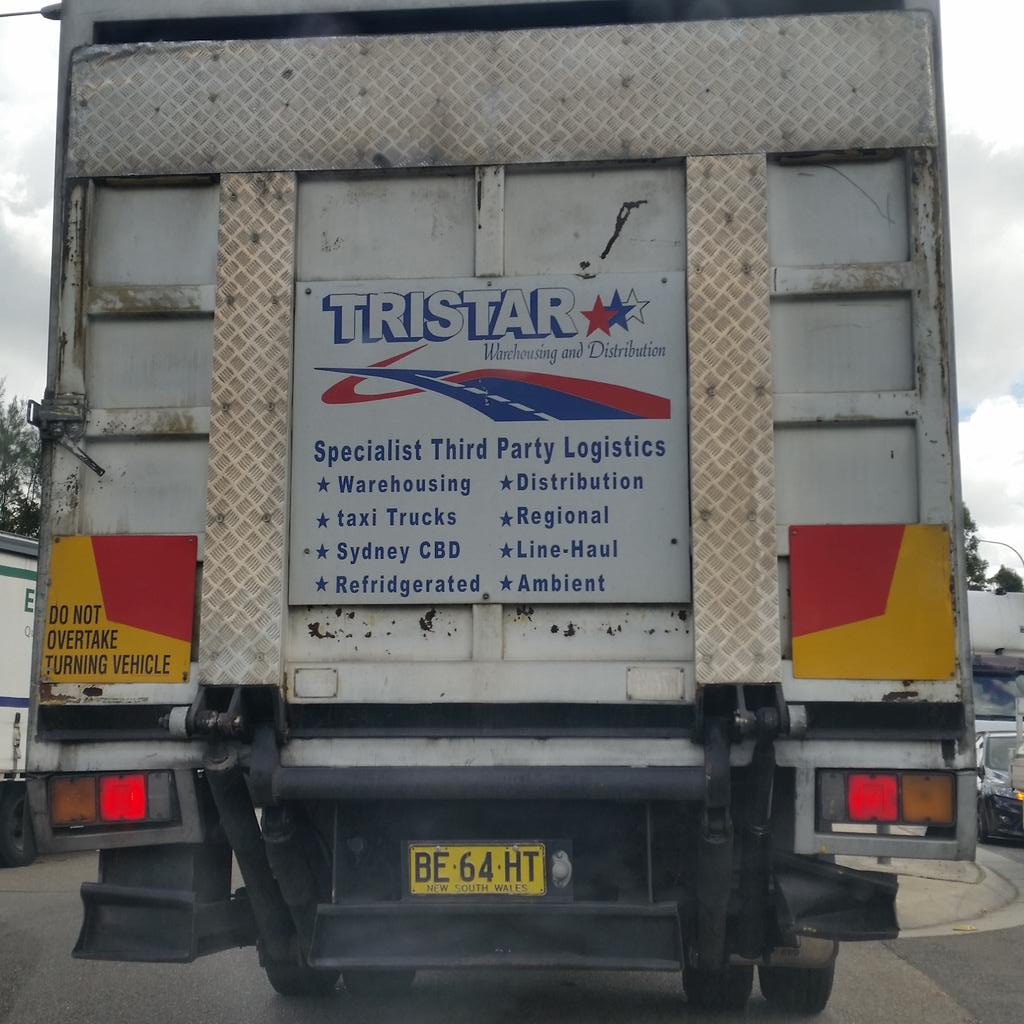 TRISTAR
Warehousing and Distribution
Specialist Third Party Logistics
★ Warehousing ★ Distribution
★ taxi Trucks ★ Regional
★ Sydney CBD ★ Line-Haul
★ Refridgerated ★ Ambient
DO NOT
OVERTAKE
TURNING VEHICLE
BE·64·HT
NEW SOUTH WALES